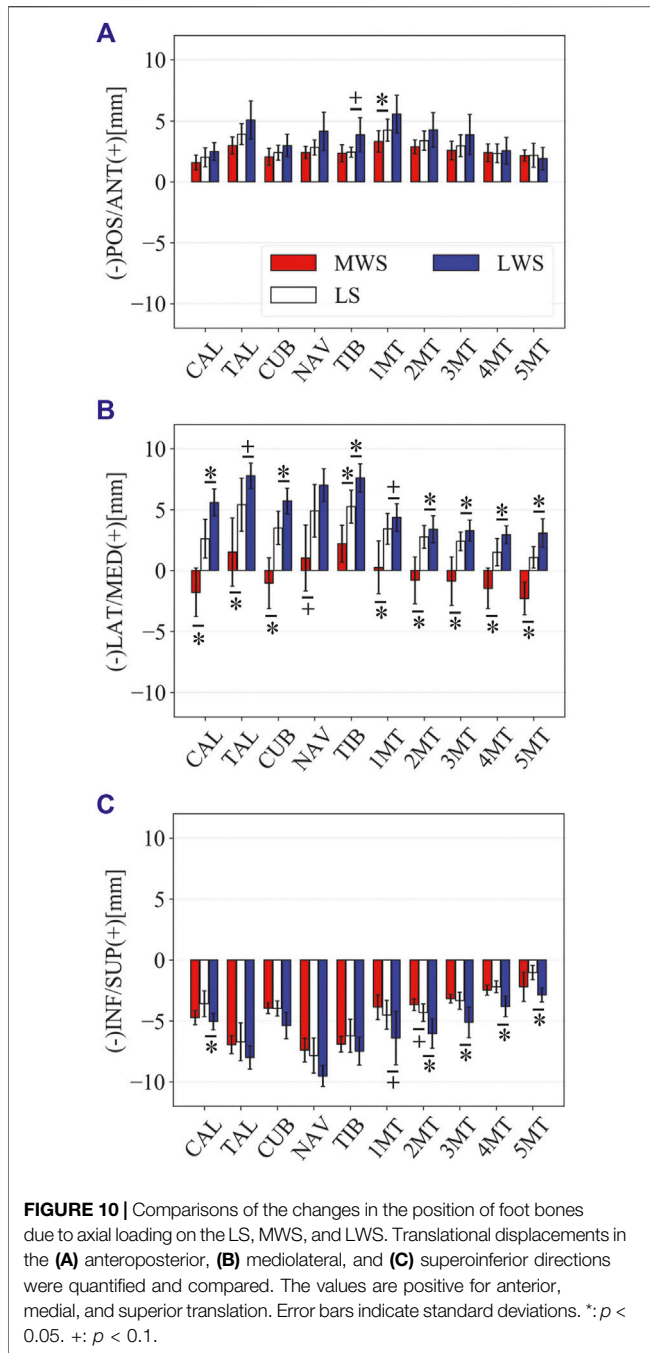 A
(-)POS/ANT(+)[mm]
10
5
0
−5
−10
+
*
MWS
LS
LWS
CAL
TAL
CUB
NAV
TIB
1MT
2MT
3MT
4MT
5MT
B
(-)LAT/MED(+)[mm]
10
5
0
−5
−10
*
+
*
*
*
+
*
*
*
*
*
*
*
+
*
*
*
*
*
CAL
TAL
CUB
NAV
TIB
1MT
2MT
3MT
4MT
5MT
C
(-)INF/SUP(+)[mm]
10
5
0
−5
−10
*
+
+
*
*
*
*
CAL
TAL
CUB
NAV
TIB
1MT
2MT
3MT
4MT
5MT
FIGURE 10 | Comparisons of the changes in the position of foot bones
due to axial loading on the LS, MWS, and LWS. Translational displacements in
the (A) anteroposterior, (B) mediolateral, and (C) superoinferior directions
were quantified and compared. The values are positive for anterior,
medial, and superior translation. Error bars indicate standard deviations. *: p <
0.05. +: p < 0.1.